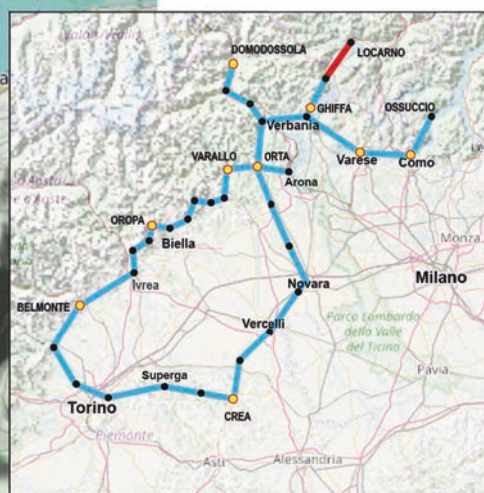 Valais/Wallis
DOMODOSSOLA
LOCARNO
GHIFFA
OSSUCCIO
Verbania
VARALLO
ORTA
Varese
Como
Arona
OROPA
Biella
Monza
Ivrea
Milano
Novara
BELMONTE
Parco Lombardo
della Valle
del Ticino
Vercelli
Superga
Pavia
Torino
CREA
Piemonte
Asti
Alessandria